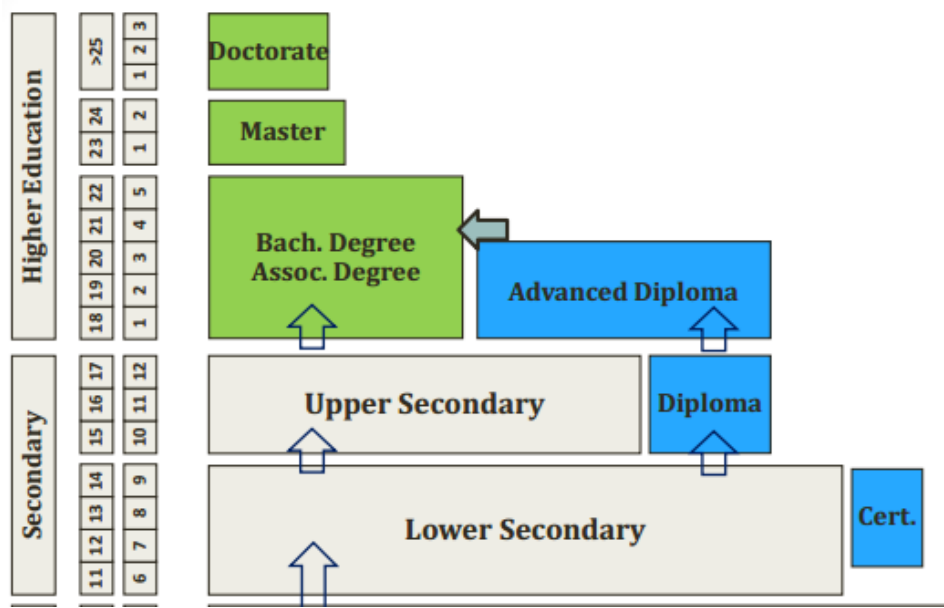 Higher Education
>25
3
2
1
Doctorate
24
23
2
1
Master
22
21
20
19
18
5
4
3
2
1
Bach. Degree
Assoc. Degree
Advanced Diploma
Secondary
17
16
15
12
11
10
Upper Secondary
Diploma
14
13
12
11
9
8
7
6
Lower Secondary
Cert.